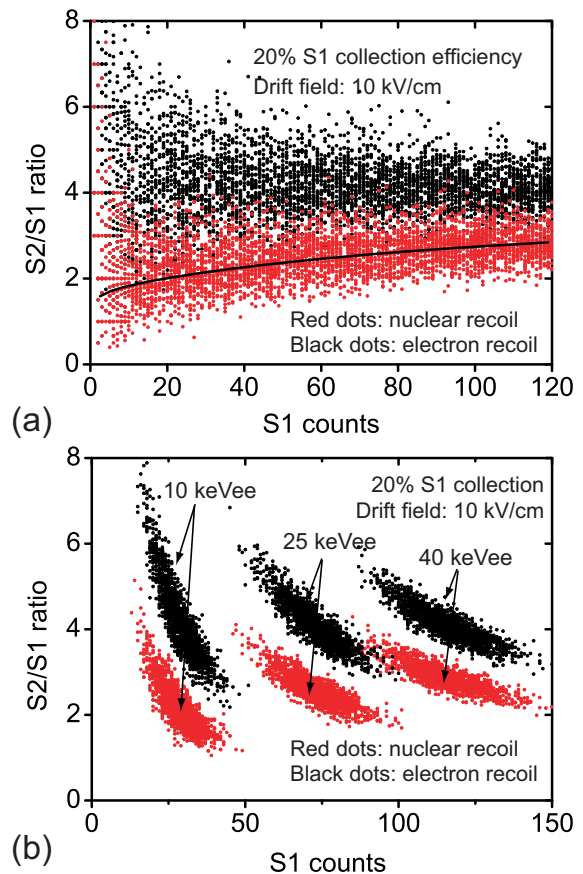 8
6
4
2
0
S2/S1 ratio
20% S1 collection efficiency
Drift field: 10 kV/cm
Red dots: nuclear recoil
Black dots: electron recoil
0 20 40 60 80 100 120
S1 counts
(a)
8
6
4
2
0
S2/S1 ratio
10 keVee
20% S1 collection
Drift field: 10 kV/cm
25 keVee
40 keVee
Red dots: nuclear recoil
Black dots: electron recoil
0 50 100 150
S1 counts
(b)